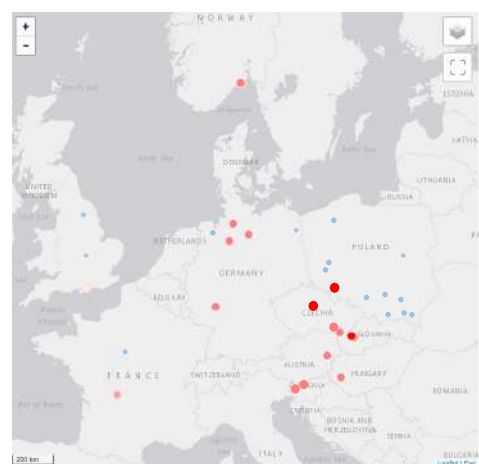 +
-
NORWAY
ESTONIA
LATVIA
DENMARK
LITHUANIA
RUSSIA
UNITED
KINGDOM
NETHERLANDS
POLAND
GERMANY
BELGIUM
CZECHIA
SLOVAKIA
FRANCE
SWITZERLAND
AUSTRIA
HUNGARY
ROMANIA
CROATIA
BOSNIA AND
HERZEGOVINA
SERBIA
ITALY
BULGARIA
200 km